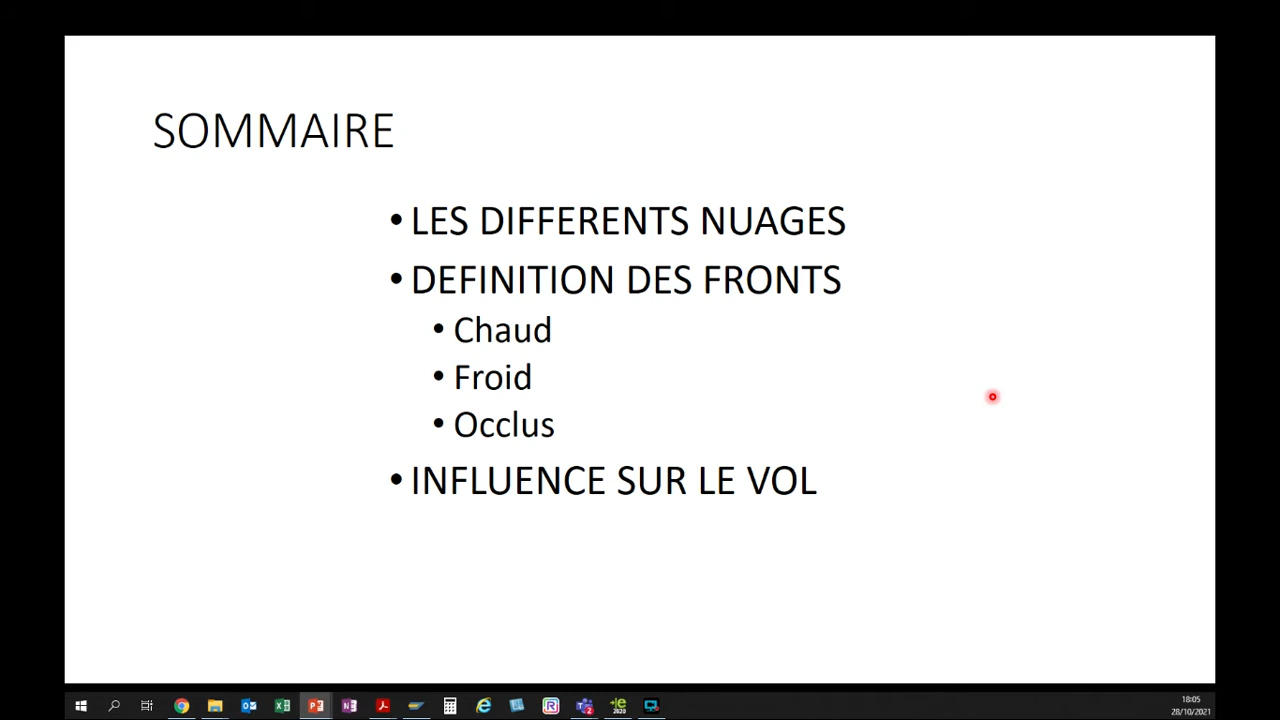 SOMMAIRE
• LES DIFFERENTS NUAGES
• DEFINITION DES FRONTS
• Chaud
• Froid
• Occlus
• INFLUENCE SUR LE VOL
18:05
28/10/2021